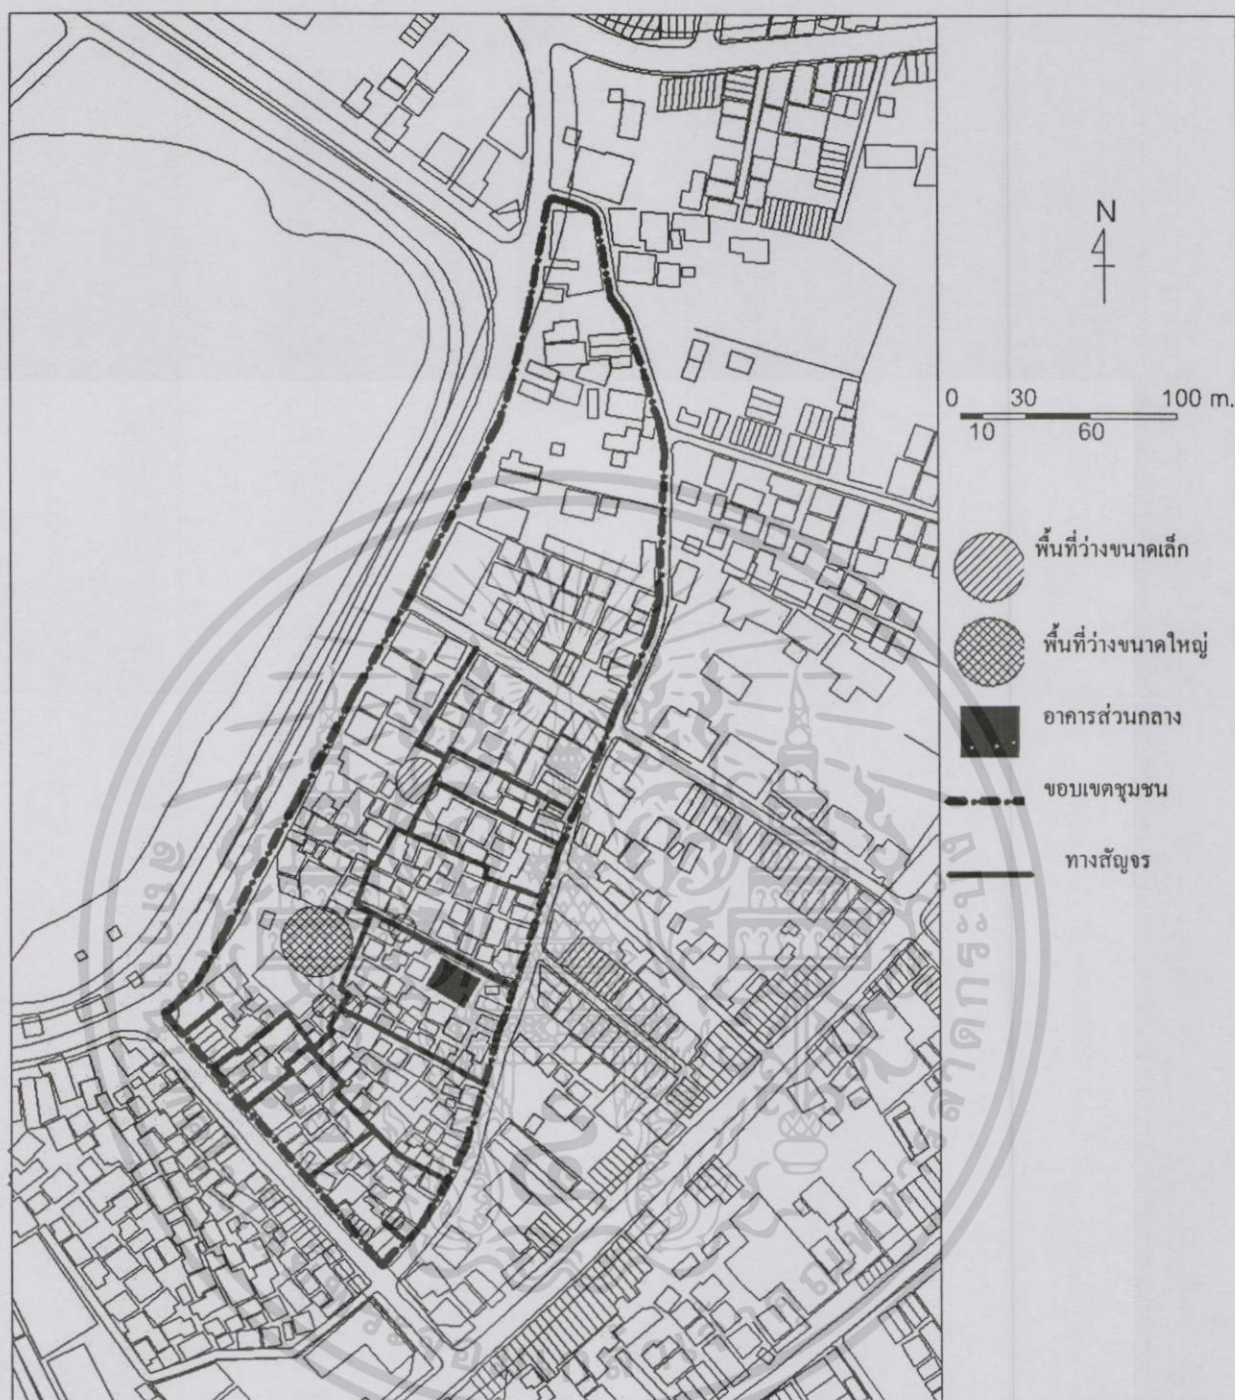 N
0 30 100 m.
10 60
พื้นที่ว่างขนาดเล็ก
พื้นที่ว่างขนาดใหญ่
อาคารส่วนกลาง
ขอบเขตชุมชน
ทางสัญจร